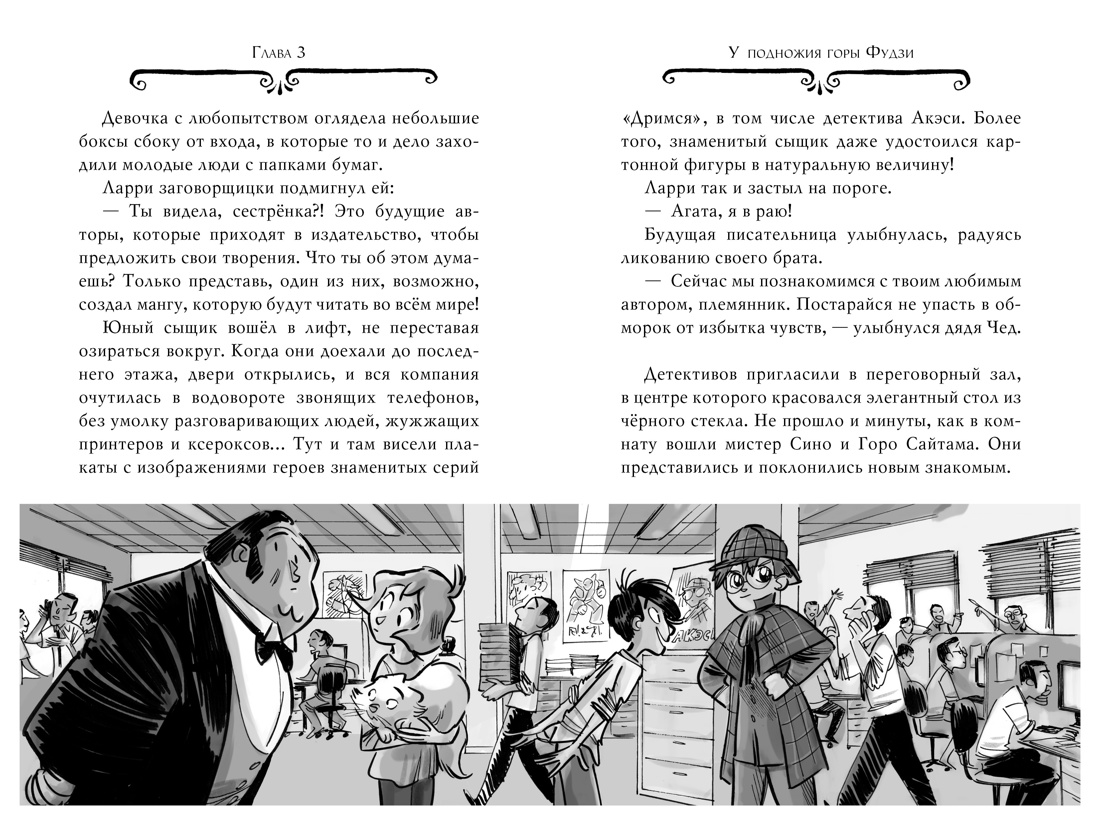 Глава 3
Девочка с любопытством оглядела небольшие
боксы сбоку от входа, в которые то и дело захо-
дили молодые люди с папками бумаг.
Ларри заговорщицки подмигнул ей:
— Ты видела, сестрёнка?! Это будущие ав-
торы, которые приходят в издательство, чтобы
предложить свои творения. Что ты об этом дума-
ешь? Только представь, один из них, возможно,
создал мангу, которую будут читать во всём мире!
Юный сыщик вошёл в лифт, не переставая
озираться вокруг. Когда они доехали до послед-
него этажа, двери открылись, и вся компания
очутилась в водовороте звонящих телефонов,
без умолку разговаривающих людей, жужжащих
принтеров и ксероксов... Тут и там висели пла-
каты с изображениями героев знаменитых серий
У подножия горы Фудзи
«Дримся», в том числе детектива Акэси. Более
того, знаменитый сыщик даже удостоился кар-
тонной фигуры в натуральную величину!
Ларри так и застыл на пороге.
— Агата, я в раю!
Будущая писательница улыбнулась, радуясь
ликованию своего брата.
— Сейчас мы познакомимся с твоим любимым
автором, племянник. Постарайся не упасть в об-
морок от избытка чувств, — улыбнулся дядя Чед.
Детективов пригласили в переговорный зал,
в центре которого красовался элегантный стол из
чёрного стекла. Не прошло и минуты, как в ком-
нату вошли мистер Сино и Горо Сайтама. Они
представились и поклонились новым знакомым.
АКЭСИ